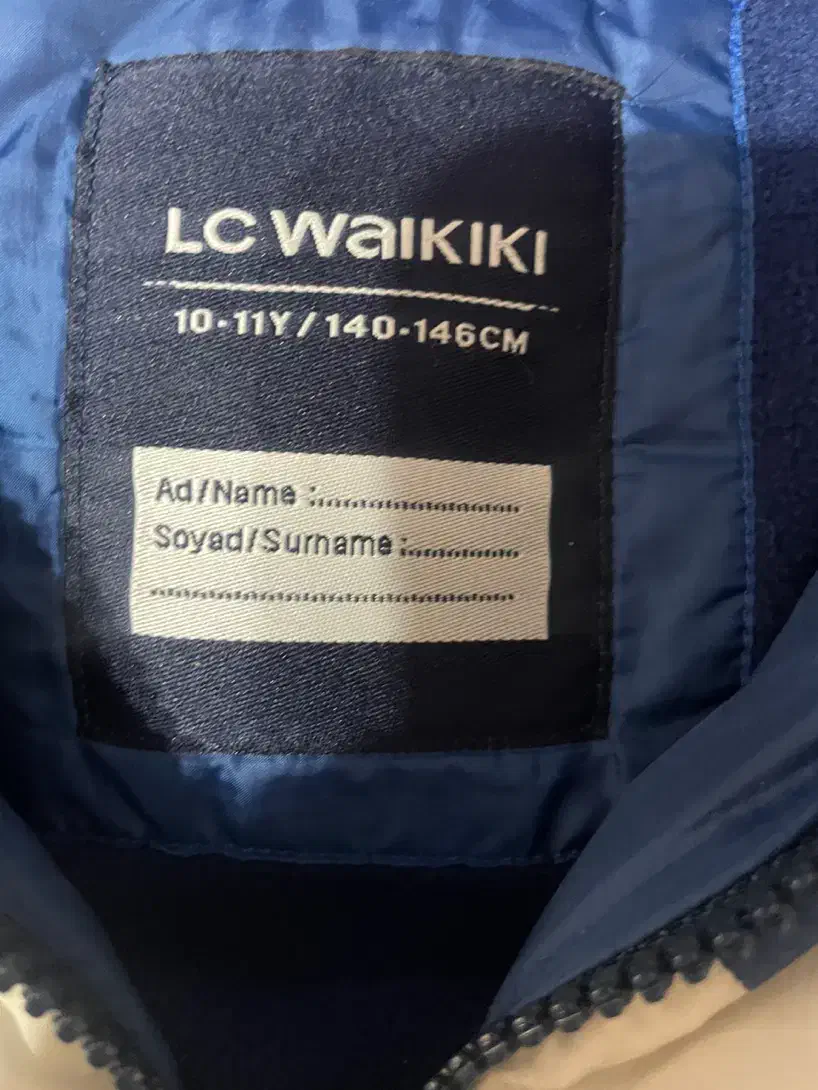 LC WAIKIKI
10-11Y/140-146CM
Ad/Name :....................
Soyad/Surname :............
........................................